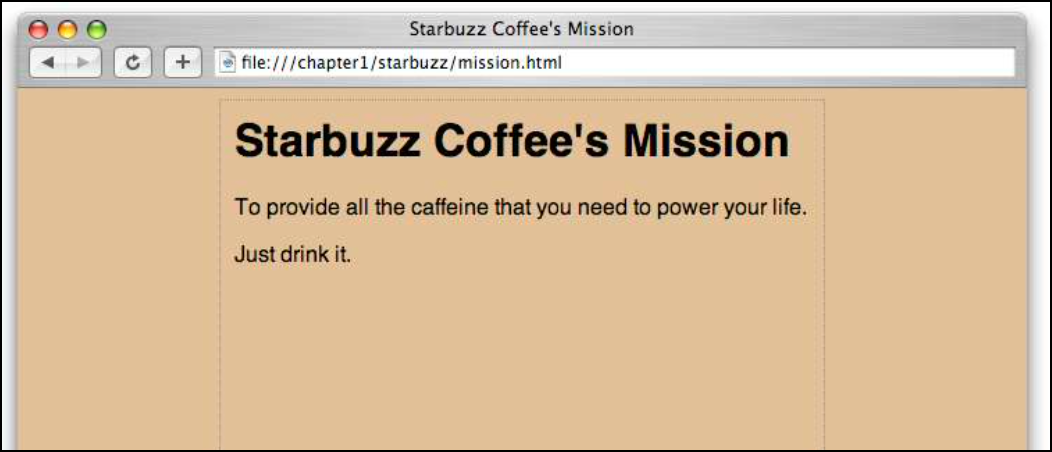 Starbuzz Coffee's Mission
file:///chapter1/starbuzz/mission.html
Starbuzz Coffee's Mission
To provide all the caffeine that you need to power your life.
Just drink it.